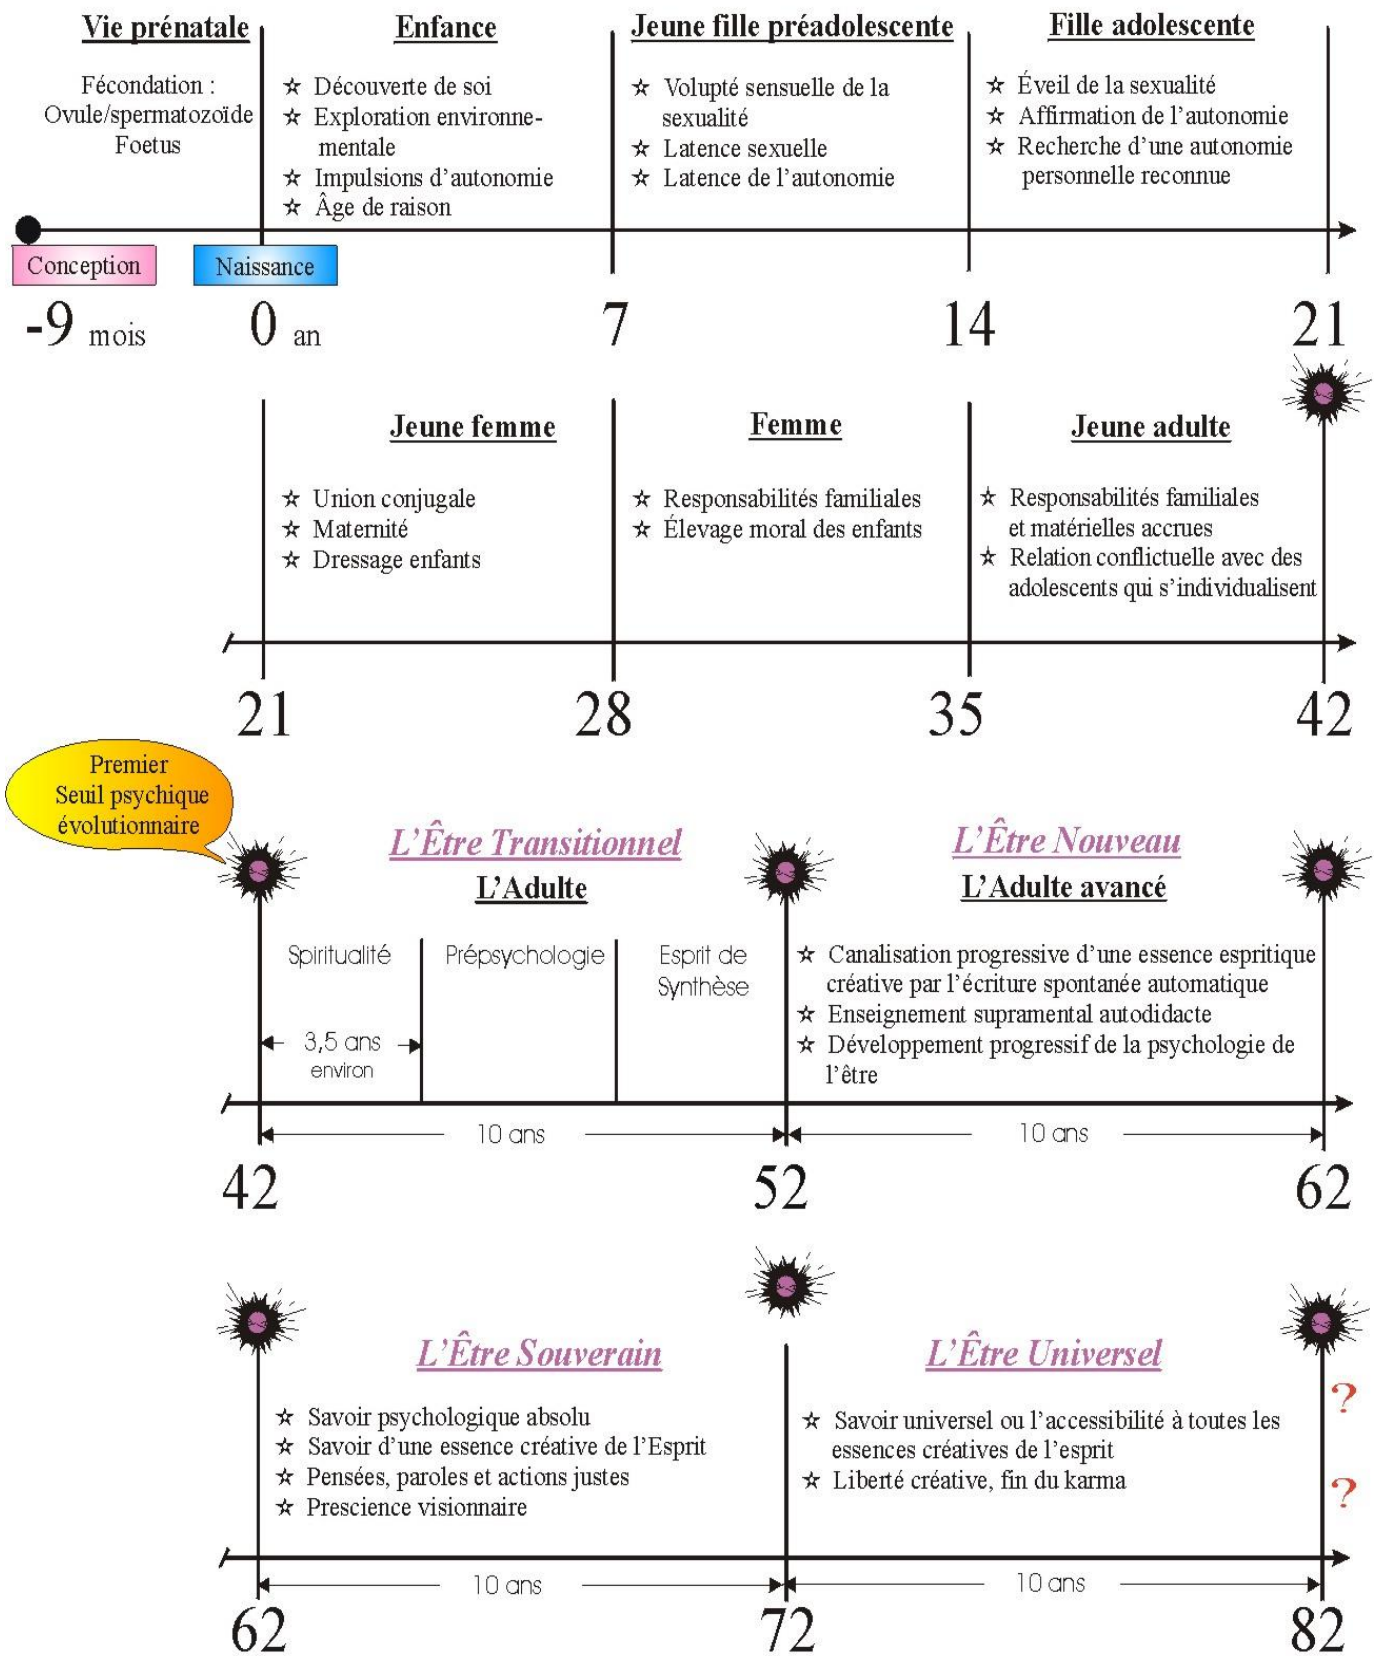 Vie prénatale
Fécondation :
Ovule/spermatozoïde
Foetus
Enfance
☆ Découverte de soi
☆ Exploration environne-
mentale
☆ Impulsions d'autonomie
☆ Âge de raison
Jeune fille préadolescente
☆ Volupté sensuelle de la
sexualité
☆ Latence sexuelle
☆ Latence de l'autonomie
Fille adolescente
☆ Éveil de la sexualité
☆ Affirmation de l'autonomie
☆ Recherche d'une autonomie
personnelle reconnue
Conception
Naissance
-9 mois
0 an
7
14
21
Jeune femme
☆ Union conjugale
☆ Maternité
☆ Dressage enfants
Femme
☆ Responsabilités familiales
☆ Élevage moral des enfants
Jeune adulte
☆ Responsabilités familiales
et matérielles accrues
☆ Relation conflictuelle avec des
adolescents qui s'individualisent
21
28
35
42
Premier
Seuil psychique
évolutionnaire
L'Être Transitionnel
L'Adulte
Spiritualité
Prépsychologie
Esprit de
Synthèse
3,5 ans
environ
L'Être Nouveau
L'Adulte avancé
☆ Canalisation progressive d'une essence espritique
créative par l'écriture spontanée automatique
☆ Enseignement supramental autodidacte
☆ Développement progressif de la psychologie de
l'être
10 ans
10 ans
42
52
62
L'Être Souverain
☆ Savoir psychologique absolu
☆ Savoir d'une essence créative de l'Esprit
☆ Pensées, paroles et actions justes
☆ Prescience visionnaire
L'Être Universel
☆ Savoir universel ou l'accessibilité à toutes les
essences créatives de l'esprit
☆ Liberté créative, fin du karma
?
?
10 ans
10 ans
62
72
82